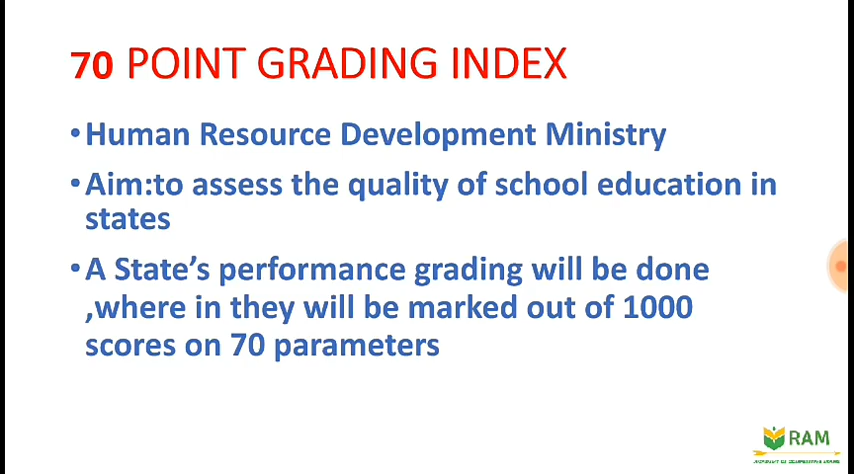 70 POINT GRADING INDEX
•Human Resource Development Ministry
•Aim:to assess the quality of school education in
states
•A State’s performance grading will be done
,where in they will be marked out of 1000
scores on 70 parameters
RAM